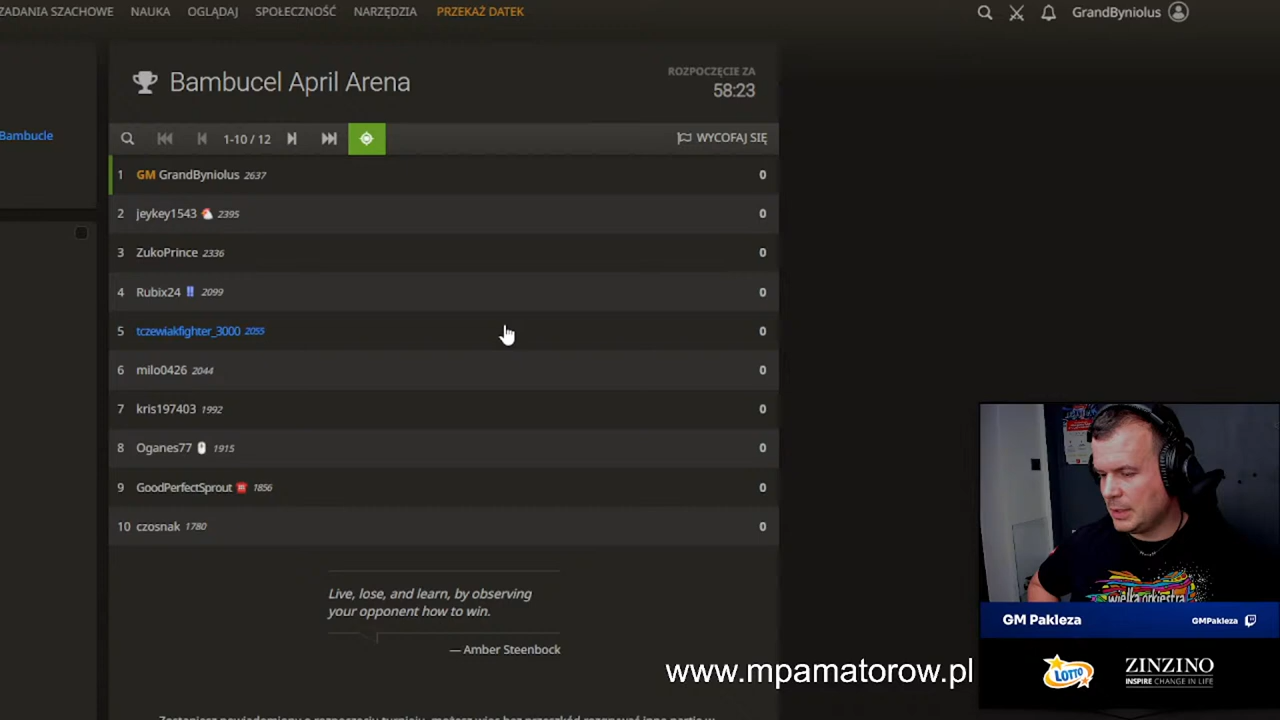 ZADANIA SZACHOWE NAUKA OGLĄDAJ SPOŁECZNOŚĆ NARZĘDZIA PRZEKAŻ DATEK GrandByniolus
Bambucel April Arena
ROZPOCZĘCIE ZA
58:23
Bambucle
1-10 / 12 WYCOFAJ SIĘ
1 GM GrandByniolus 2637 0
2 jeykey1543 2395 0
3 ZukoPrince 2336 0
4 Rubix24 2099 0
5 tczewiakfighter_3000 2055 0
6 milo0426 2044 0
7 kris197403 1992 0
8 Oganes77 1915 0
9 GoodPerfectSprout 1856 0
10 czosnak 1780 0
Live, lose, and learn, by observing
your opponent how to win.
— Amber Steenbock
wielka orkiestra
GM Pakleza GMPakleza
www.mpamatorow.pl
LOTTO ZINZINO
INSPIRE CHANGE IN LIFE